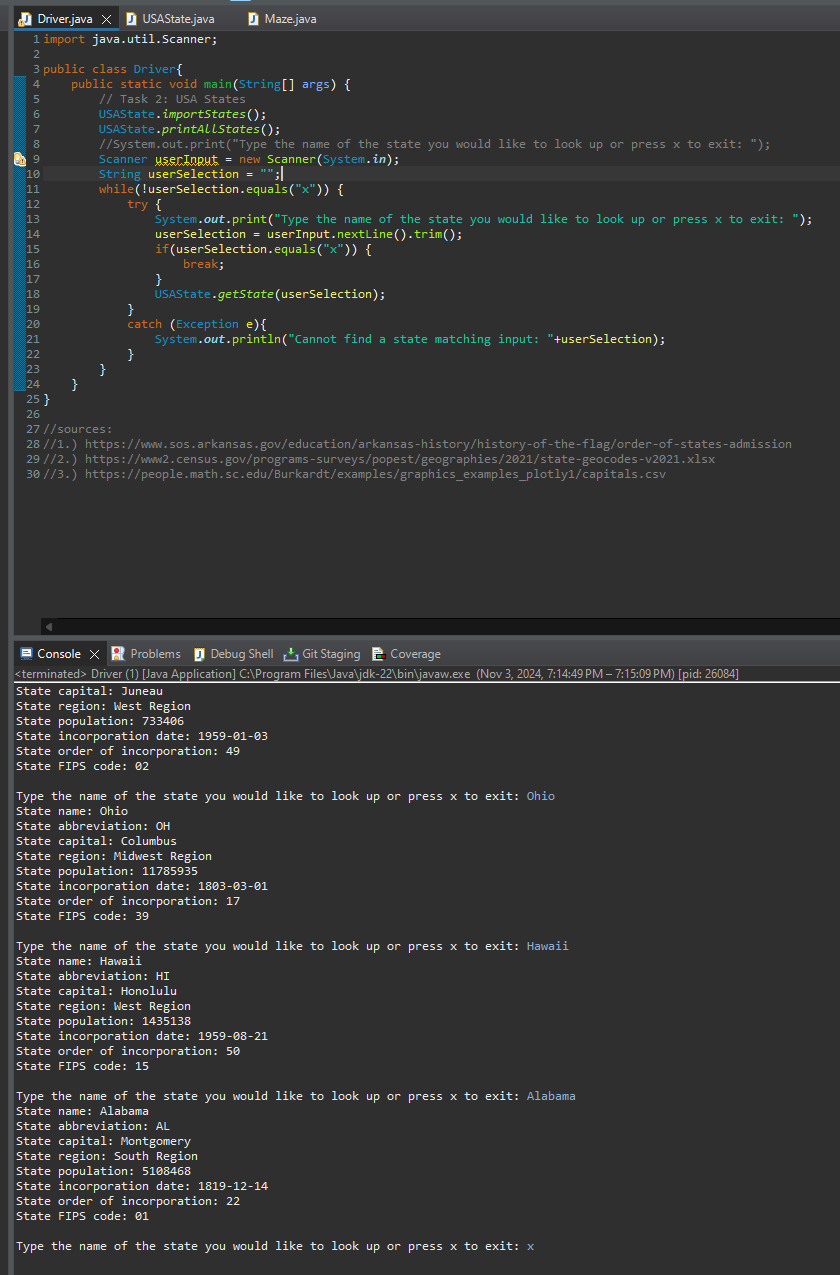 Driver.java USAState.java Maze.java
1 import java.util.Scanner;
2
3 public class Driver{
4     public static void main(String[] args) {
5         // Task 2: USA States
6         USAState.importStates();
7         USAState.printAllStates();
8         //System.out.print("Type the name of the state you would like to look up or press x to exit: ");
9         Scanner userInput = new Scanner(System.in);
10         String userSelection = "";
11         while(!userSelection.equals("x")) {
12             try {
13                 System.out.print("Type the name of the state you would like to look up or press x to exit: ");
14                 userSelection = userInput.nextLine().trim();
15                 if(userSelection.equals("x")) {
16                     break;
17                 }
18                 USAState.getState(userSelection);
19             }
20             catch (Exception e){
21                 System.out.println("Cannot find a state matching input: "+userSelection);
22             }
23         }
24     }
25 }
26
27 //sources:
28 //1.) https://www.sos.arkansas.gov/education/arkansas-history/history-of-the-flag/order-of-states-admission
29 //2.) https://www2.census.gov/programs-surveys/popest/geographies/2021/state-geocodes-v2021.xlsx
30 //3.) https://people.math.sc.edu/Burkardt/examples/graphics_examples_plotly1/capitals.csv
Console Problems Debug Shell Git Staging Coverage
<terminated> Driver (1) [Java Application] C:\Program Files\Java\jdk-22\bin\javaw.exe (Nov 3, 2024, 7:14:49 PM – 7:15:09 PM) [pid: 26084]
State capital: Juneau
State region: West Region
State population: 733406
State incorporation date: 1959-01-03
State order of incorporation: 49
State FIPS code: 02

Type the name of the state you would like to look up or press x to exit: Ohio
State name: Ohio
State abbreviation: OH
State capital: Columbus
State region: Midwest Region
State population: 11785935
State incorporation date: 1803-03-01
State order of incorporation: 17
State FIPS code: 39

Type the name of the state you would like to look up or press x to exit: Hawaii
State name: Hawaii
State abbreviation: HI
State capital: Honolulu
State region: West Region
State population: 1435138
State incorporation date: 1959-08-21
State order of incorporation: 50
State FIPS code: 15

Type the name of the state you would like to look up or press x to exit: Alabama
State name: Alabama
State abbreviation: AL
State capital: Montgomery
State region: South Region
State population: 5108468
State incorporation date: 1819-12-14
State order of incorporation: 22
State FIPS code: 01

Type the name of the state you would like to look up or press x to exit: x